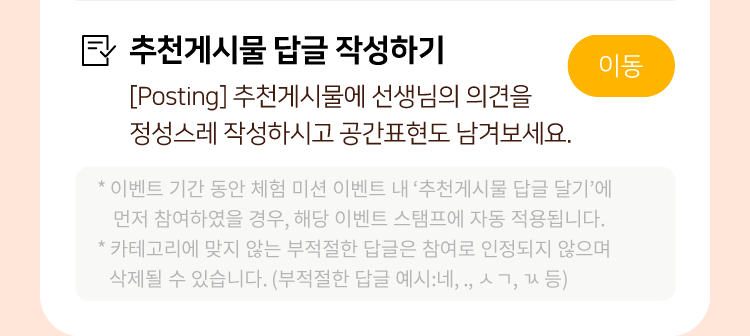 추천게시물 답글 작성하기
이동
[Posting] 추천게시물에 선생님의 의견을
정성스레 작성하시고 공간표현도 남겨보세요.
* 이벤트 기간 동안 체험 미션 이벤트 내 ‘추천게시물 답글 달기’에
먼저 참여하였을 경우, 해당 이벤트 스탬프에 자동 적용됩니다.
* 카테고리에 맞지 않는 부적절한 답글은 참여로 인정되지 않으며
삭제될 수 있습니다. (부적절한 답글 예시:네, ., ㅅㄱ, ㄳ 등)